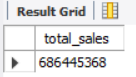 Result Grid
total_sales
686445368